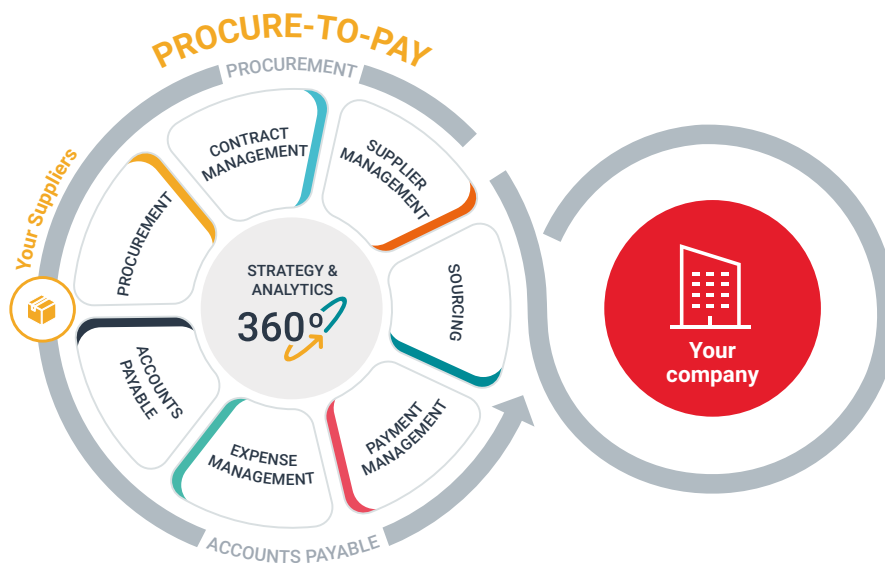 PROCURE-TO-PAY
PROCUREMENT
Your Suppliers
CONTRACT
MANAGEMENT
SUPPLIER
MANAGEMENT
PROCUREMENT
STRATEGY &
ANALYTICS
360º
SOURCING
ACCOUNTS
PAYABLE
EXPENSE
MANAGEMENT
PAYMENT
MANAGEMENT
ACCOUNTS PAYABLE
Your
company